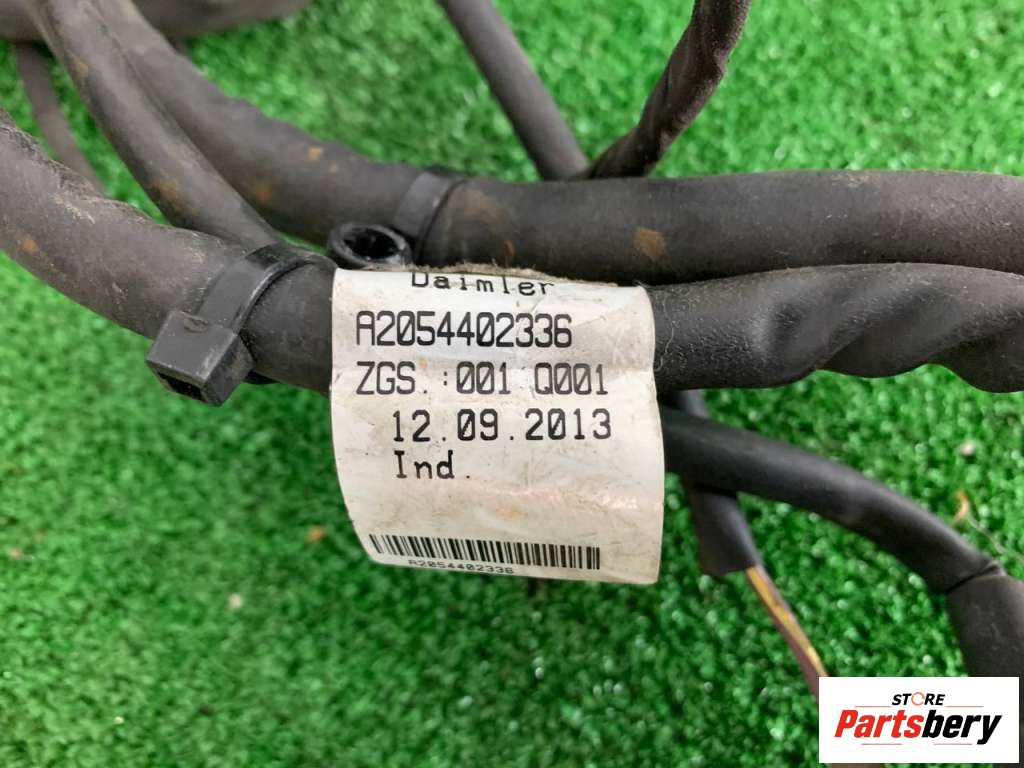 Daimler
A2054402336
ZGS.:001 Q001
12.09.2013
Ind.
A2054402336
STORE
Partsbery